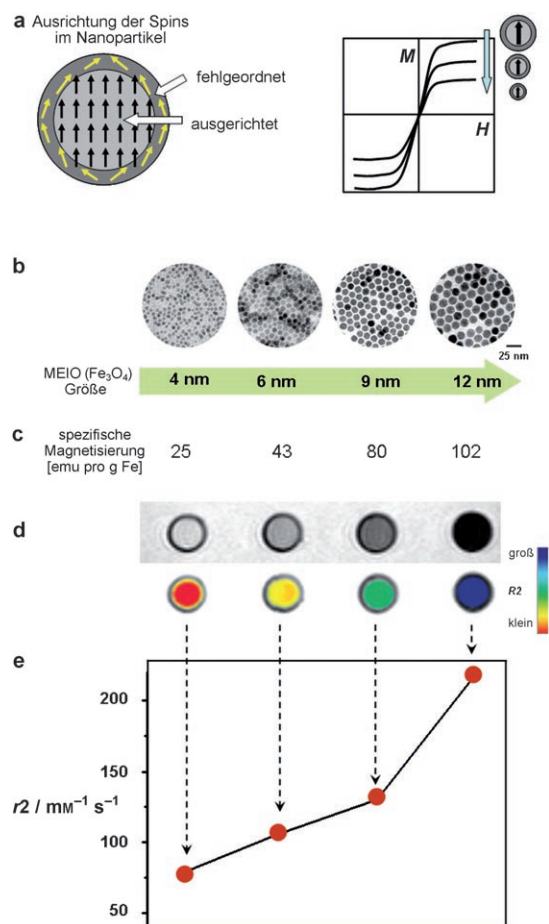 a
Ausrichtung der Spins
im Nanopartikel
fehlgeordnet
ausgerichtet
M
H
b
25 nm
MEIO (Fe₃O₄)
Größe
4 nm 6 nm 9 nm 12 nm
c
spezifische
Magnetisierung
[emu pro g Fe]
25 43 80 102
d
groß
R2
klein
e
200
150
100
50
r2 / mM⁻¹ s⁻¹